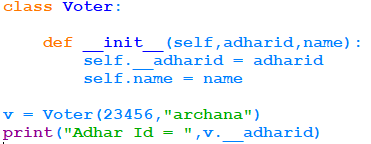 class Voter:
def __init__(self,adharid,name):
self.__adharid = adharid
self.name = name
v = Voter(23456,"archana")
print("Adhar Id = ",v.__adharid)